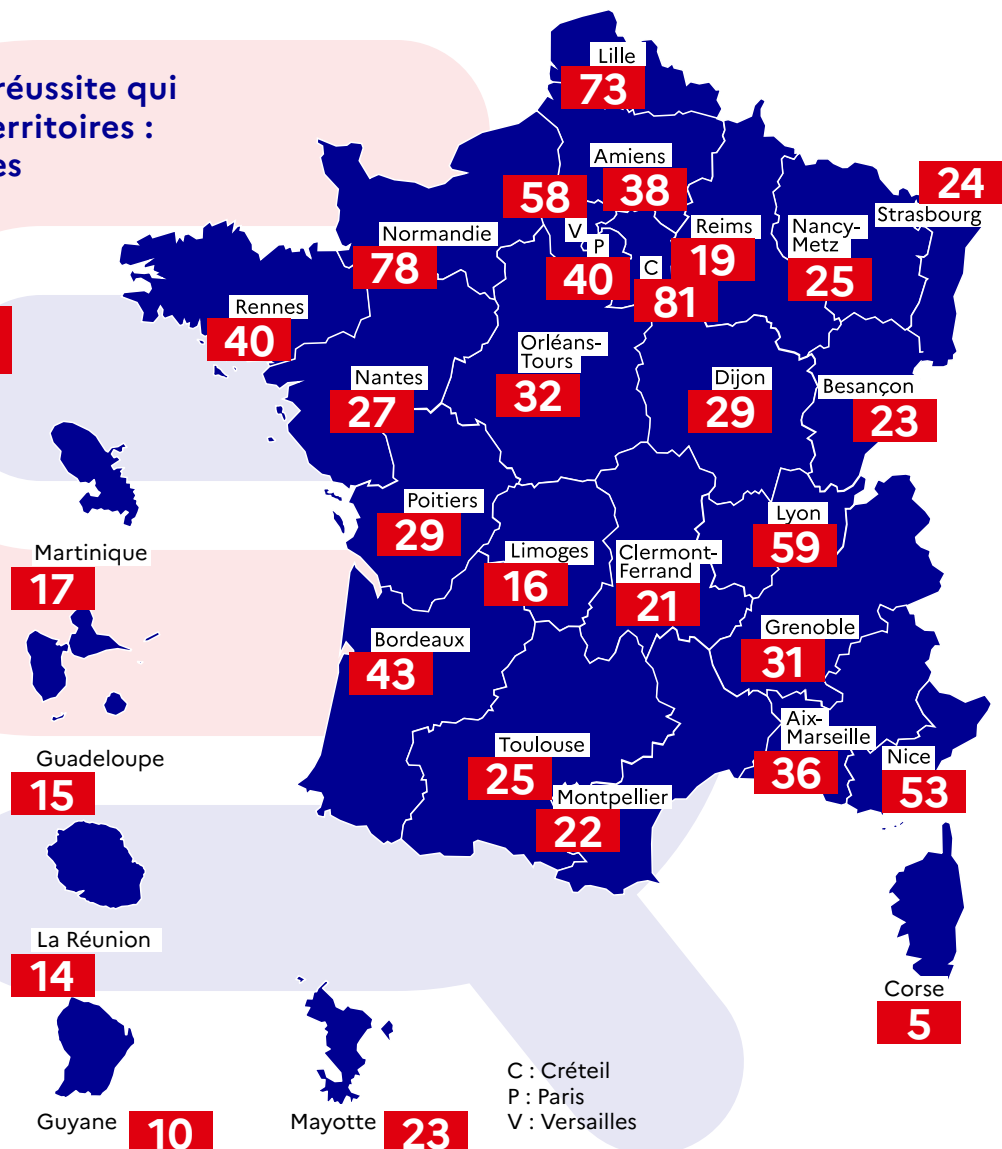 réussite qui
erritoires :
es
Lille
73
Amiens
38
58
24
Strasbourg
Normandie
78
V
P
40
C
81
Reims
19
Nancy-
Metz
25
Rennes
40
Orléans-
Tours
32
Nantes
27
Dijon
29
Besançon
23
Poitiers
29
Lyon
59
Limoges
16
Clermont-
Ferrand
21
Martinique
17
Bordeaux
43
Grenoble
31
Aix-
Marseille
36
Toulouse
25
Nice
53
Guadeloupe
15
Montpellier
22
La Réunion
14
Corse
5
Guyane
10
Mayotte
23
C : Créteil
P : Paris
V : Versailles